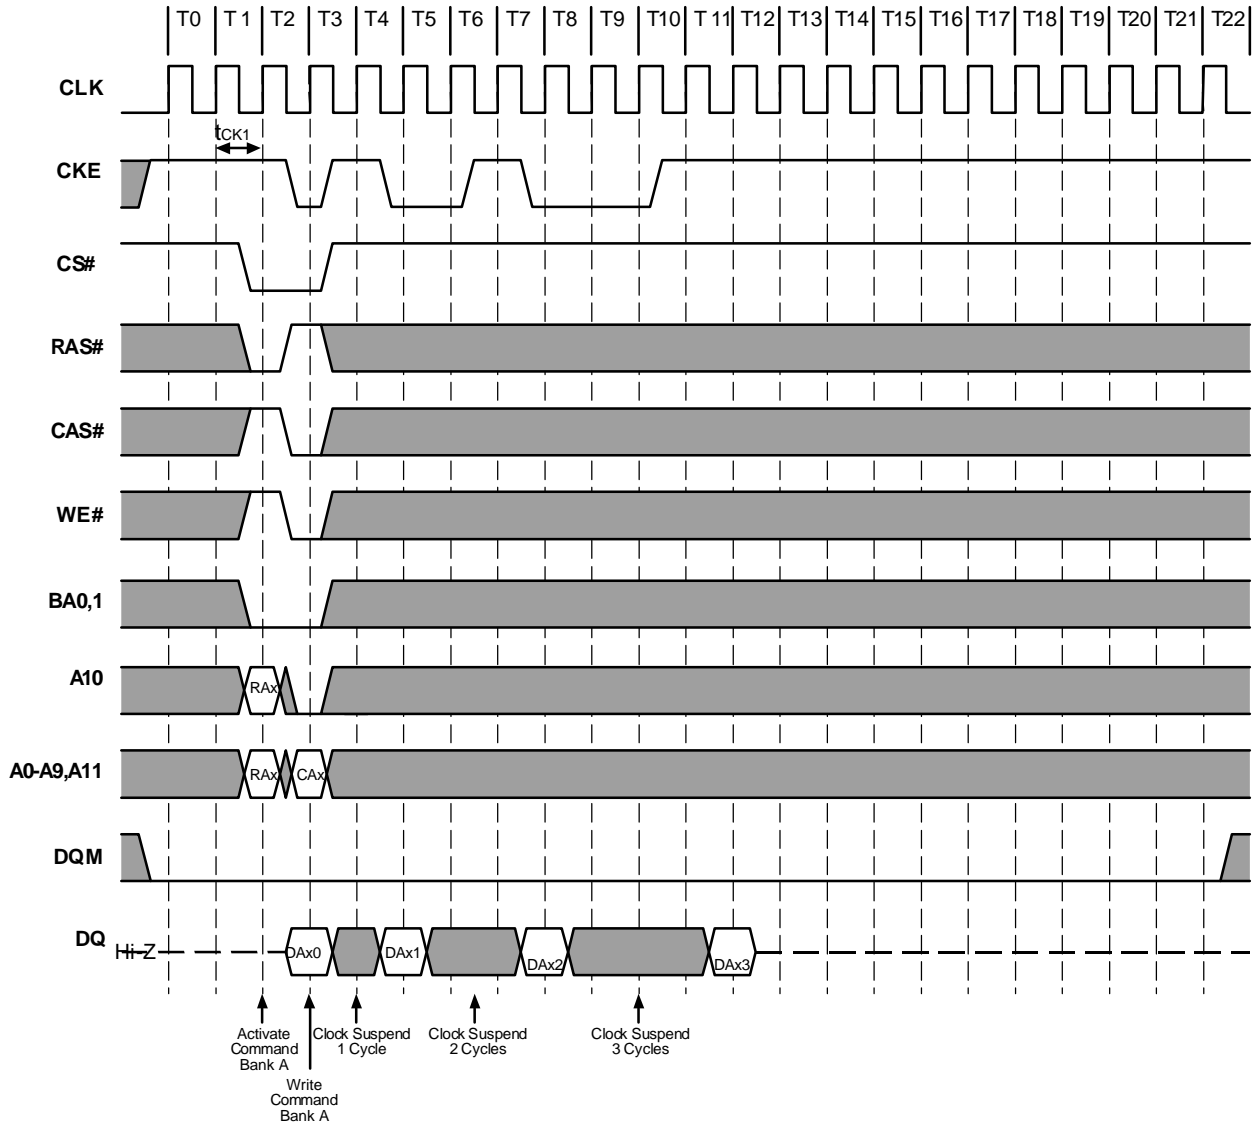 T0 T 1 T2 T3 T4 T5 T6 T7 T8 T9 T10 T 11 T12 T13 T14 T15 T16 T17 T18 T19 T20 T21 T22
CLK
tCK1
CKE
CS#
RAS#
CAS#
WE#
BA0,1
A10
RAx
A0-A9,A11
RAx CAx
DQM
DQ
Hi-Z
DAx0 DAx1 DAx2 DAx3
Activate
Command
Bank A
Write
Command
Bank A
Clock Suspend
1 Cycle
Clock Suspend
2 Cycles
Clock Suspend
3 Cycles